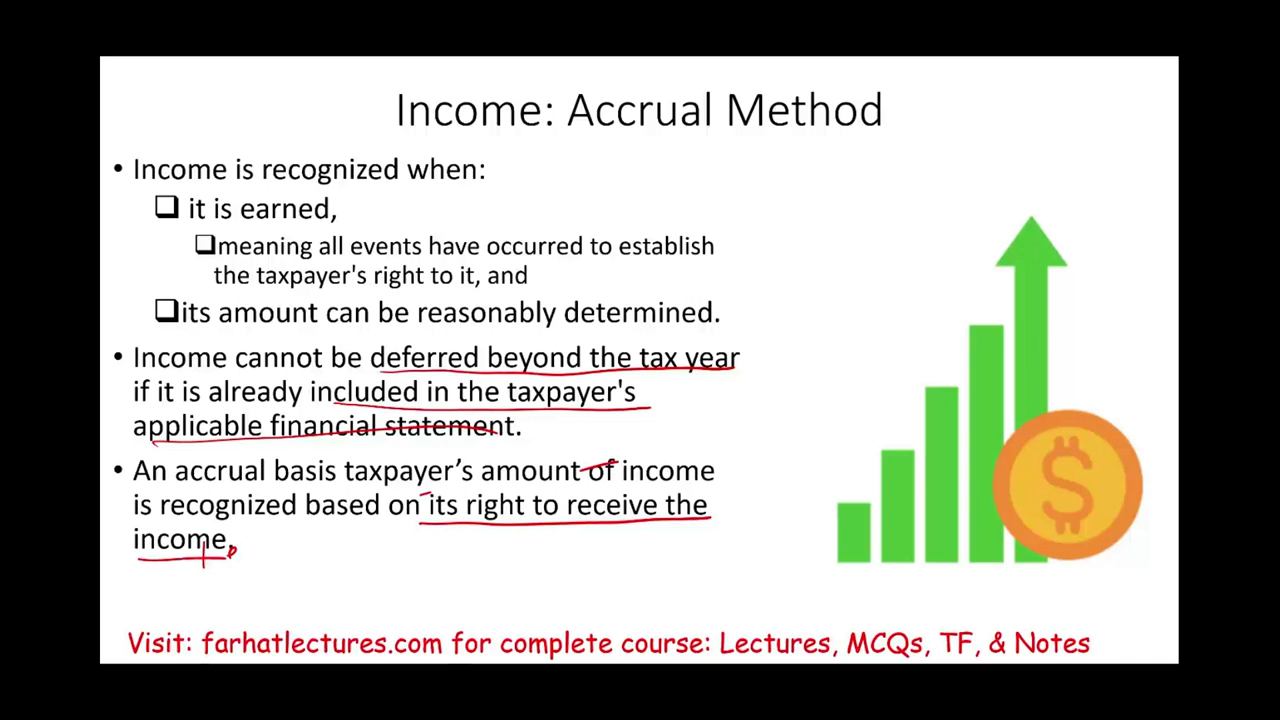 Income: Accrual Method
• Income is recognized when:
❑ it is earned,
❑meaning all events have occurred to establish
the taxpayer's right to it, and
❑its amount can be reasonably determined.
• Income cannot be deferred beyond the tax year
if it is already included in the taxpayer's
applicable financial statement.
• An accrual basis taxpayer’s amount of income
is recognized based on its right to receive the
income.
$
Visit: farhatlectures.com for complete course: Lectures, MCQs, TF, & Notes